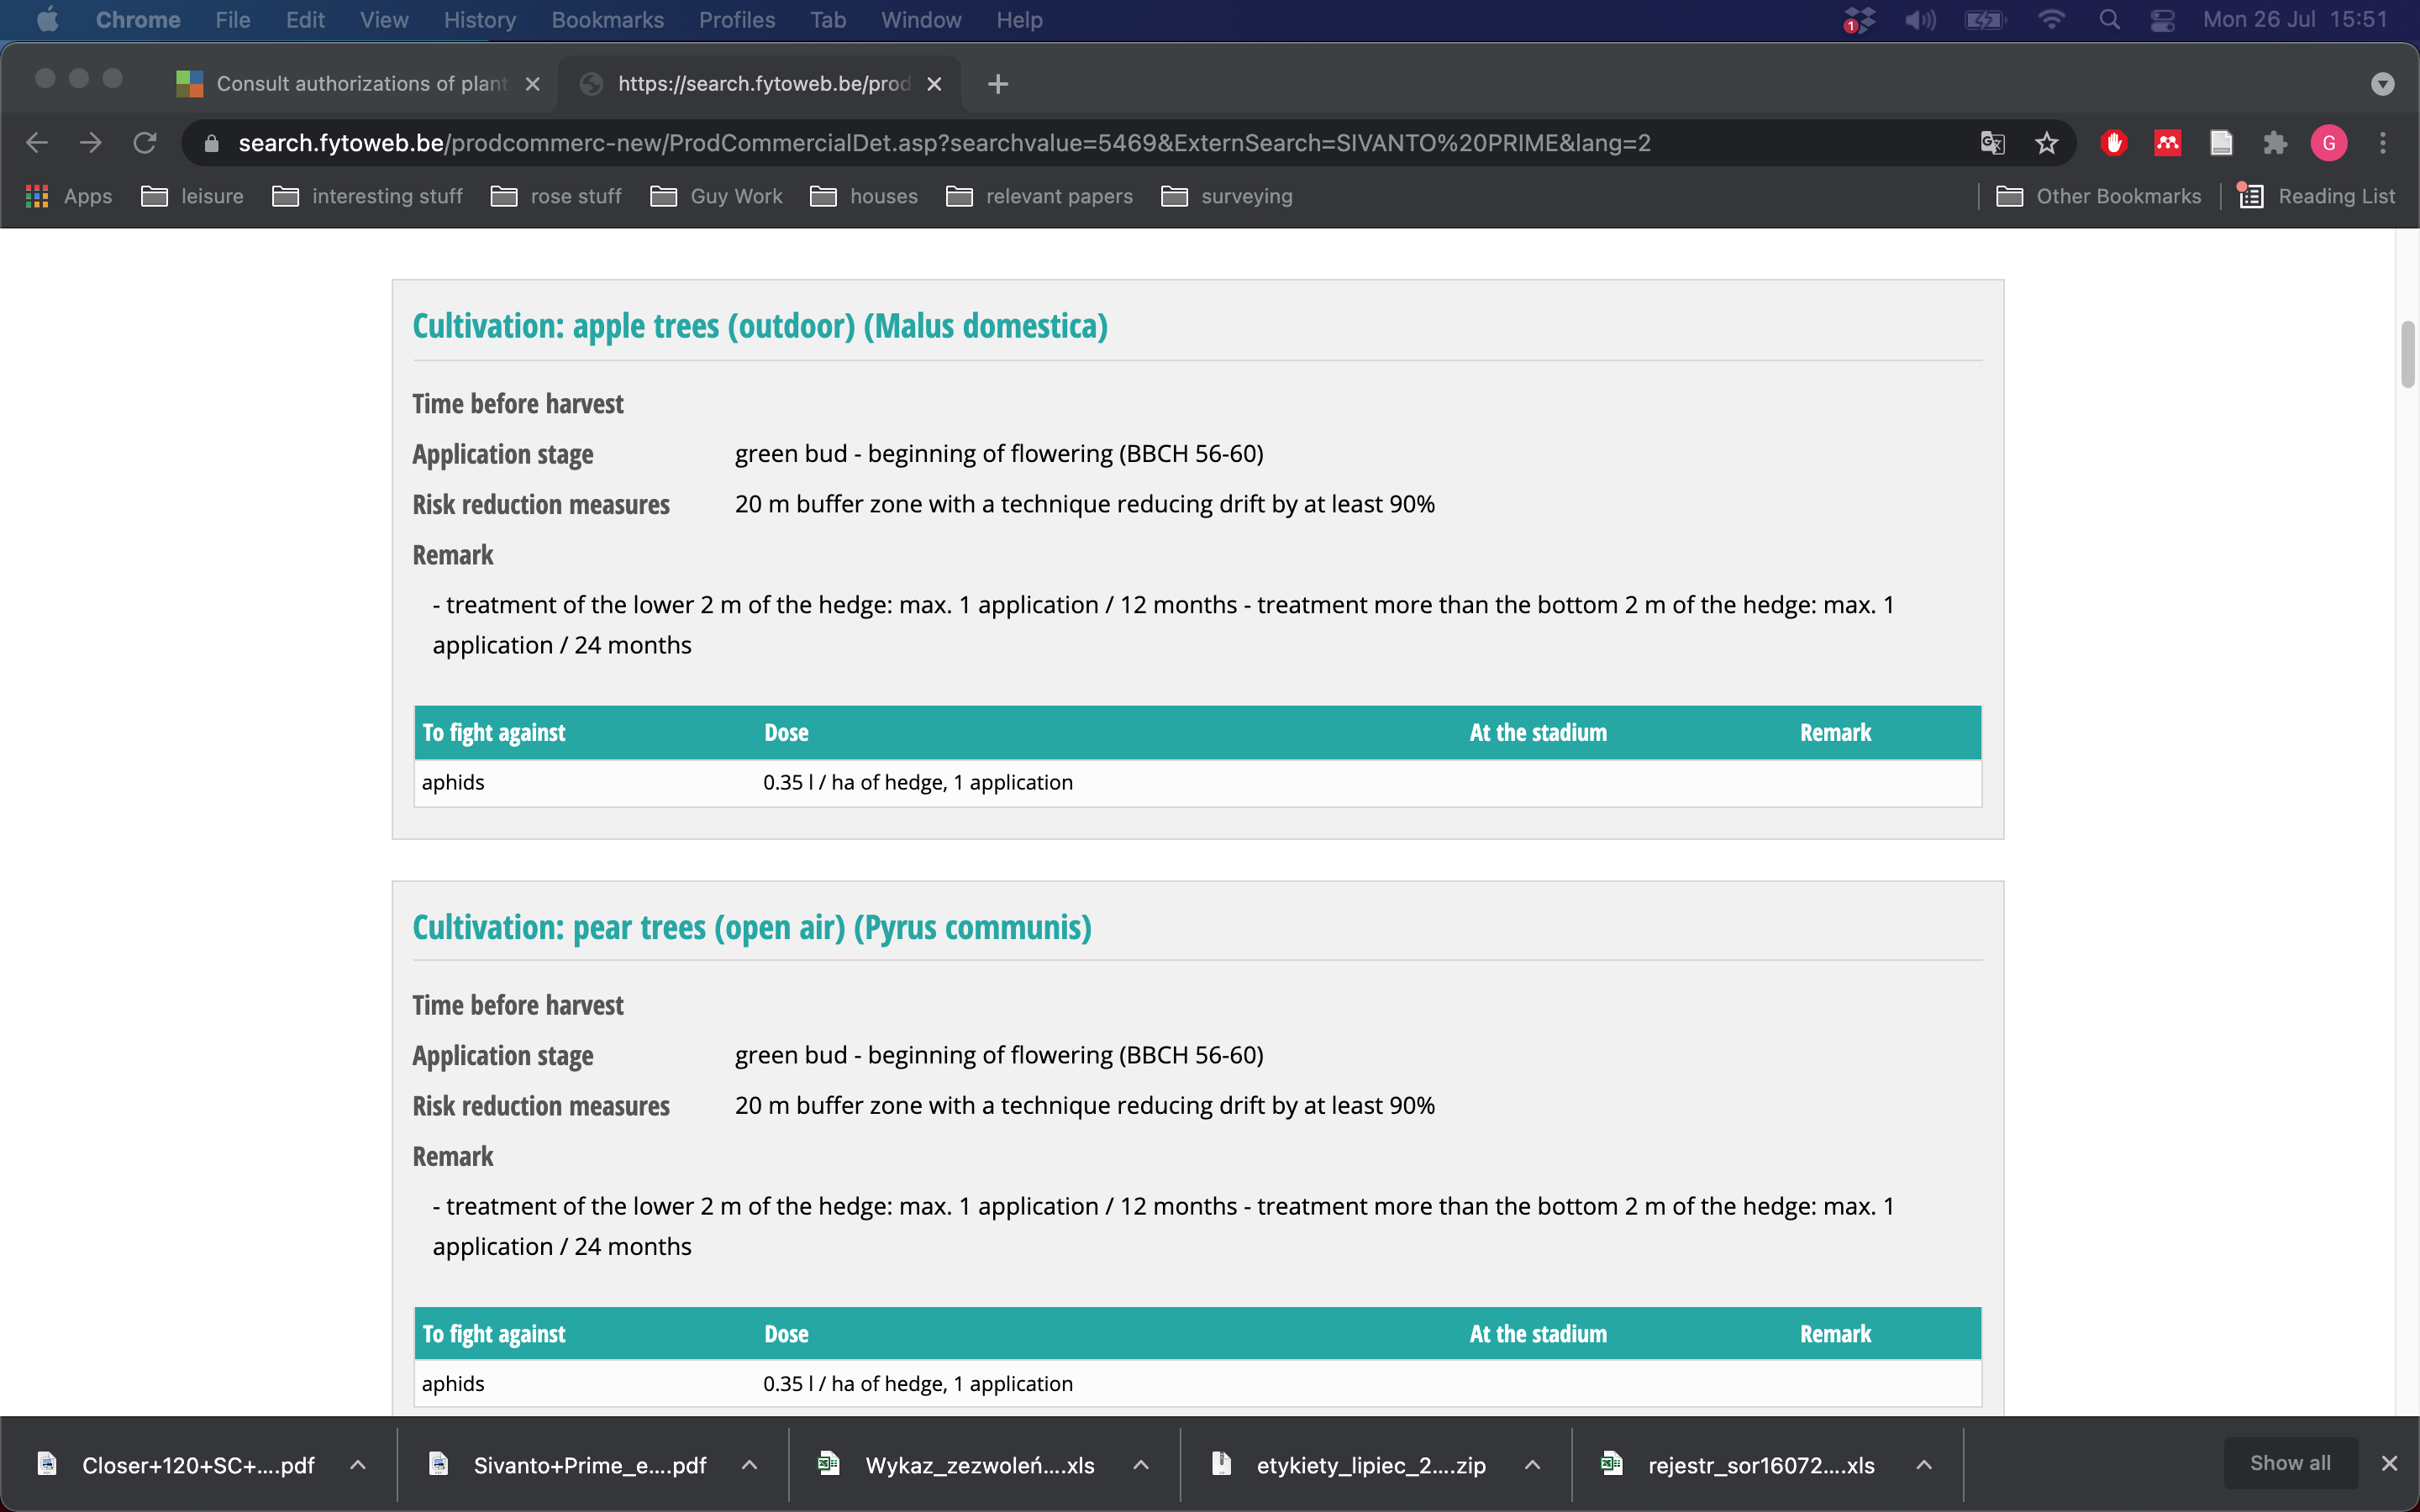 Chrome File Edit View History Bookmarks Profiles Tab Window Help 1 Mon 26 Jul 15:51
Consult authorizations of plant https://search.fytoweb.be/prod
search.fytoweb.be/prodcommerc-new/ProdCommercialDet.asp?searchvalue=5469&ExternSearch=SIVANTO%20PRIME&lang=2 G
Apps leisure interesting stuff rose stuff Guy Work houses relevant papers surveying Other Bookmarks Reading List
Cultivation: apple trees (outdoor) (Malus domestica)
Time before harvest
Application stage green bud - beginning of flowering (BBCH 56-60)
Risk reduction measures 20 m buffer zone with a technique reducing drift by at least 90%
Remark
- treatment of the lower 2 m of the hedge: max. 1 application / 12 months - treatment more than the bottom 2 m of the hedge: max. 1
application / 24 months
To fight against Dose At the stadium Remark
aphids 0.35 l / ha of hedge, 1 application
Cultivation: pear trees (open air) (Pyrus communis)
Time before harvest
Application stage green bud - beginning of flowering (BBCH 56-60)
Risk reduction measures 20 m buffer zone with a technique reducing drift by at least 90%
Remark
- treatment of the lower 2 m of the hedge: max. 1 application / 12 months - treatment more than the bottom 2 m of the hedge: max. 1
application / 24 months
To fight against Dose At the stadium Remark
aphids 0.35 l / ha of hedge, 1 application
Closer+120+SC+....pdf Sivanto+Prime_e....pdf Wykaz_zezwoleń....xls etykiety_lipiec_2....zip rejestr_sor16072....xls Show all